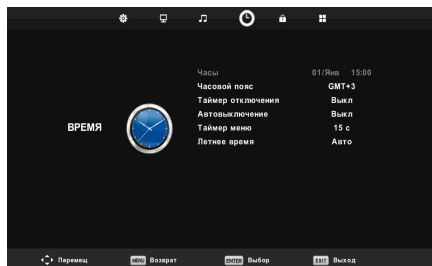 Часы 01/Янв 15:00
Часовой пояс GMT+3
Таймер отключения Выкл
Автовыключение Выкл
ВРЕМЯ
Таймер меню 15 с
Летнее время Авто
Перемещ MENU Возврат ENTER Выбор EXIT Выход